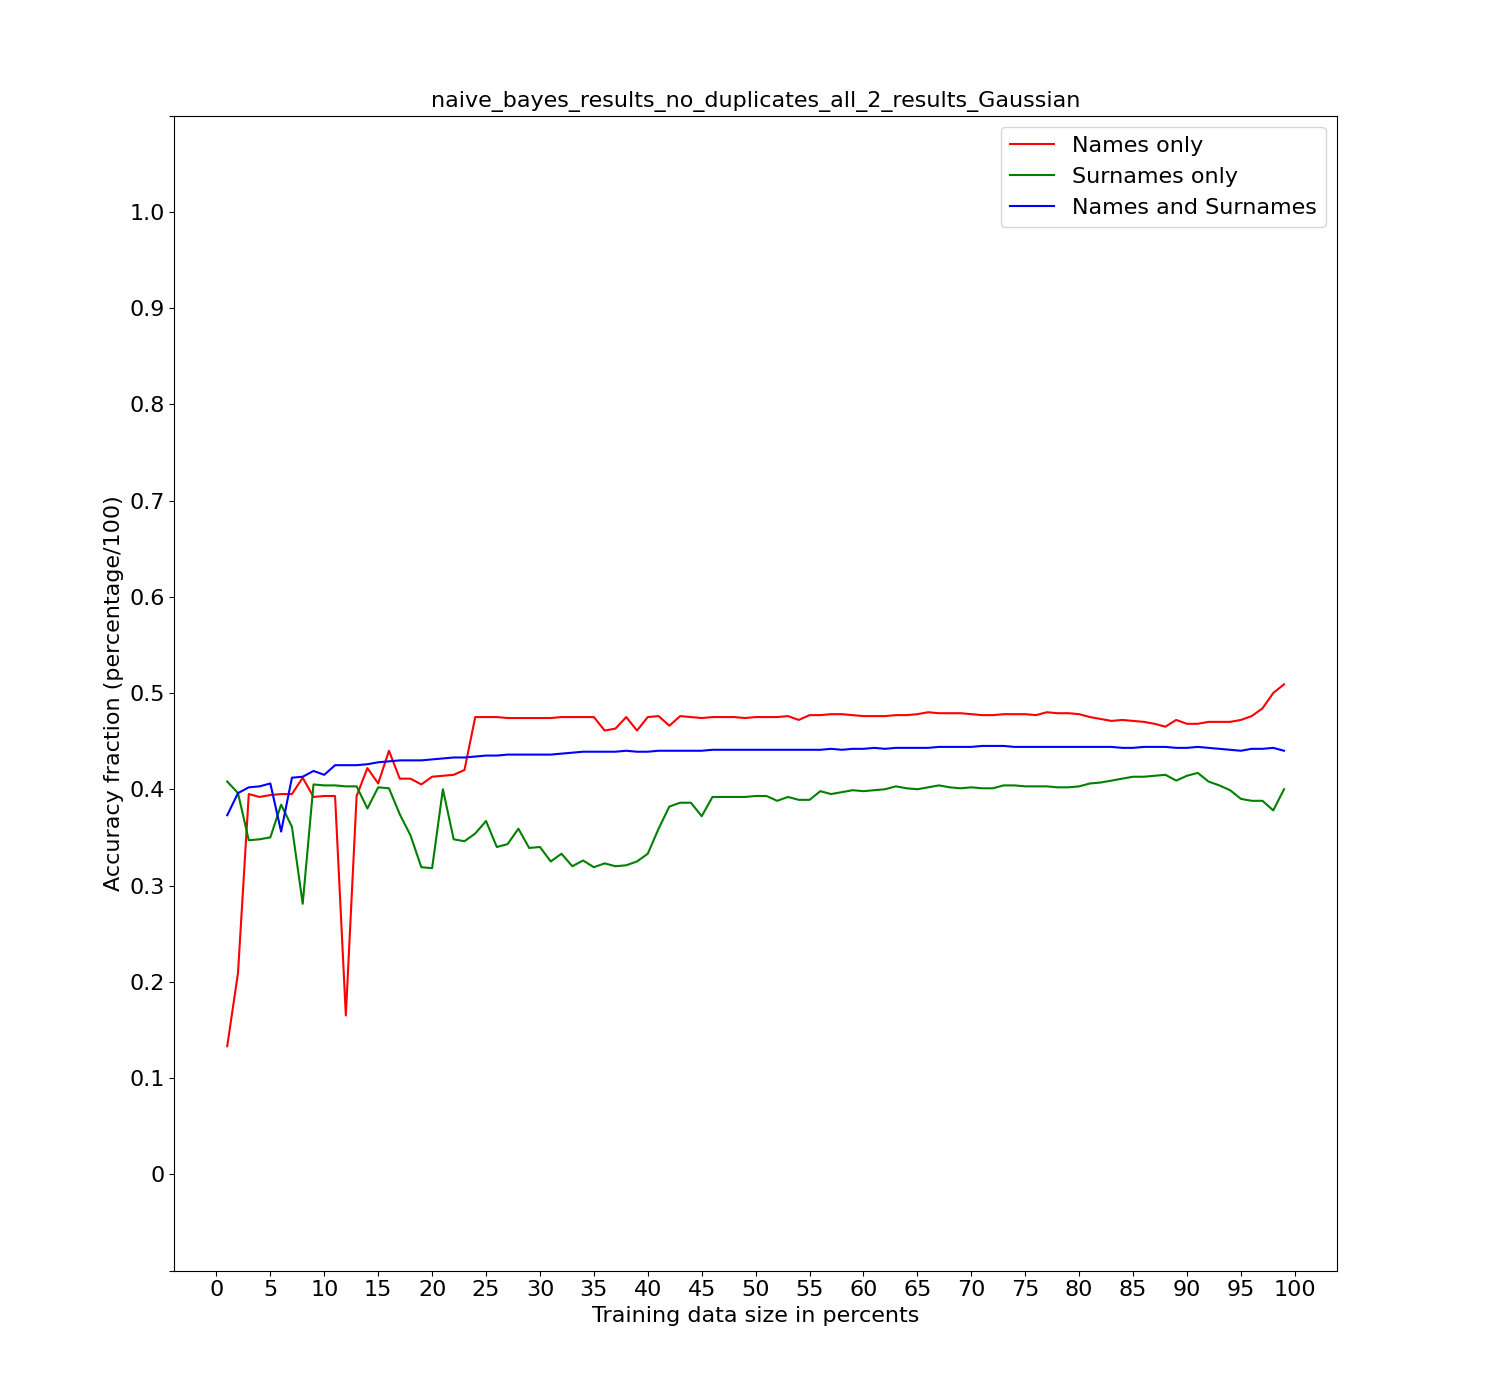 naive_bayes_results_no_duplicates_all_2_results_Gaussian
Names only
Surnames only
Names and Surnames
Accuracy fraction (percentage/100)
1.0
0.9
0.8
0.7
0.6
0.5
0.4
0.3
0.2
0.1
0
0 5 10 15 20 25 30 35 40 45 50 55 60 65 70 75 80 85 90 95 100
Training data size in percents